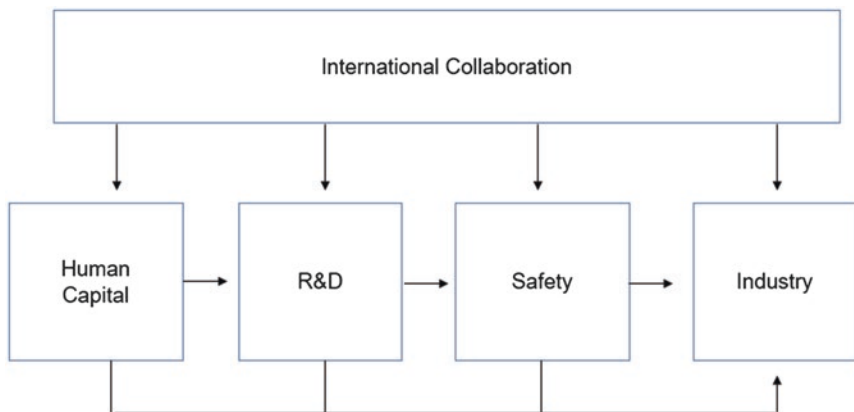 International Collaboration
Human
Capital
R&D
Safety
Industry